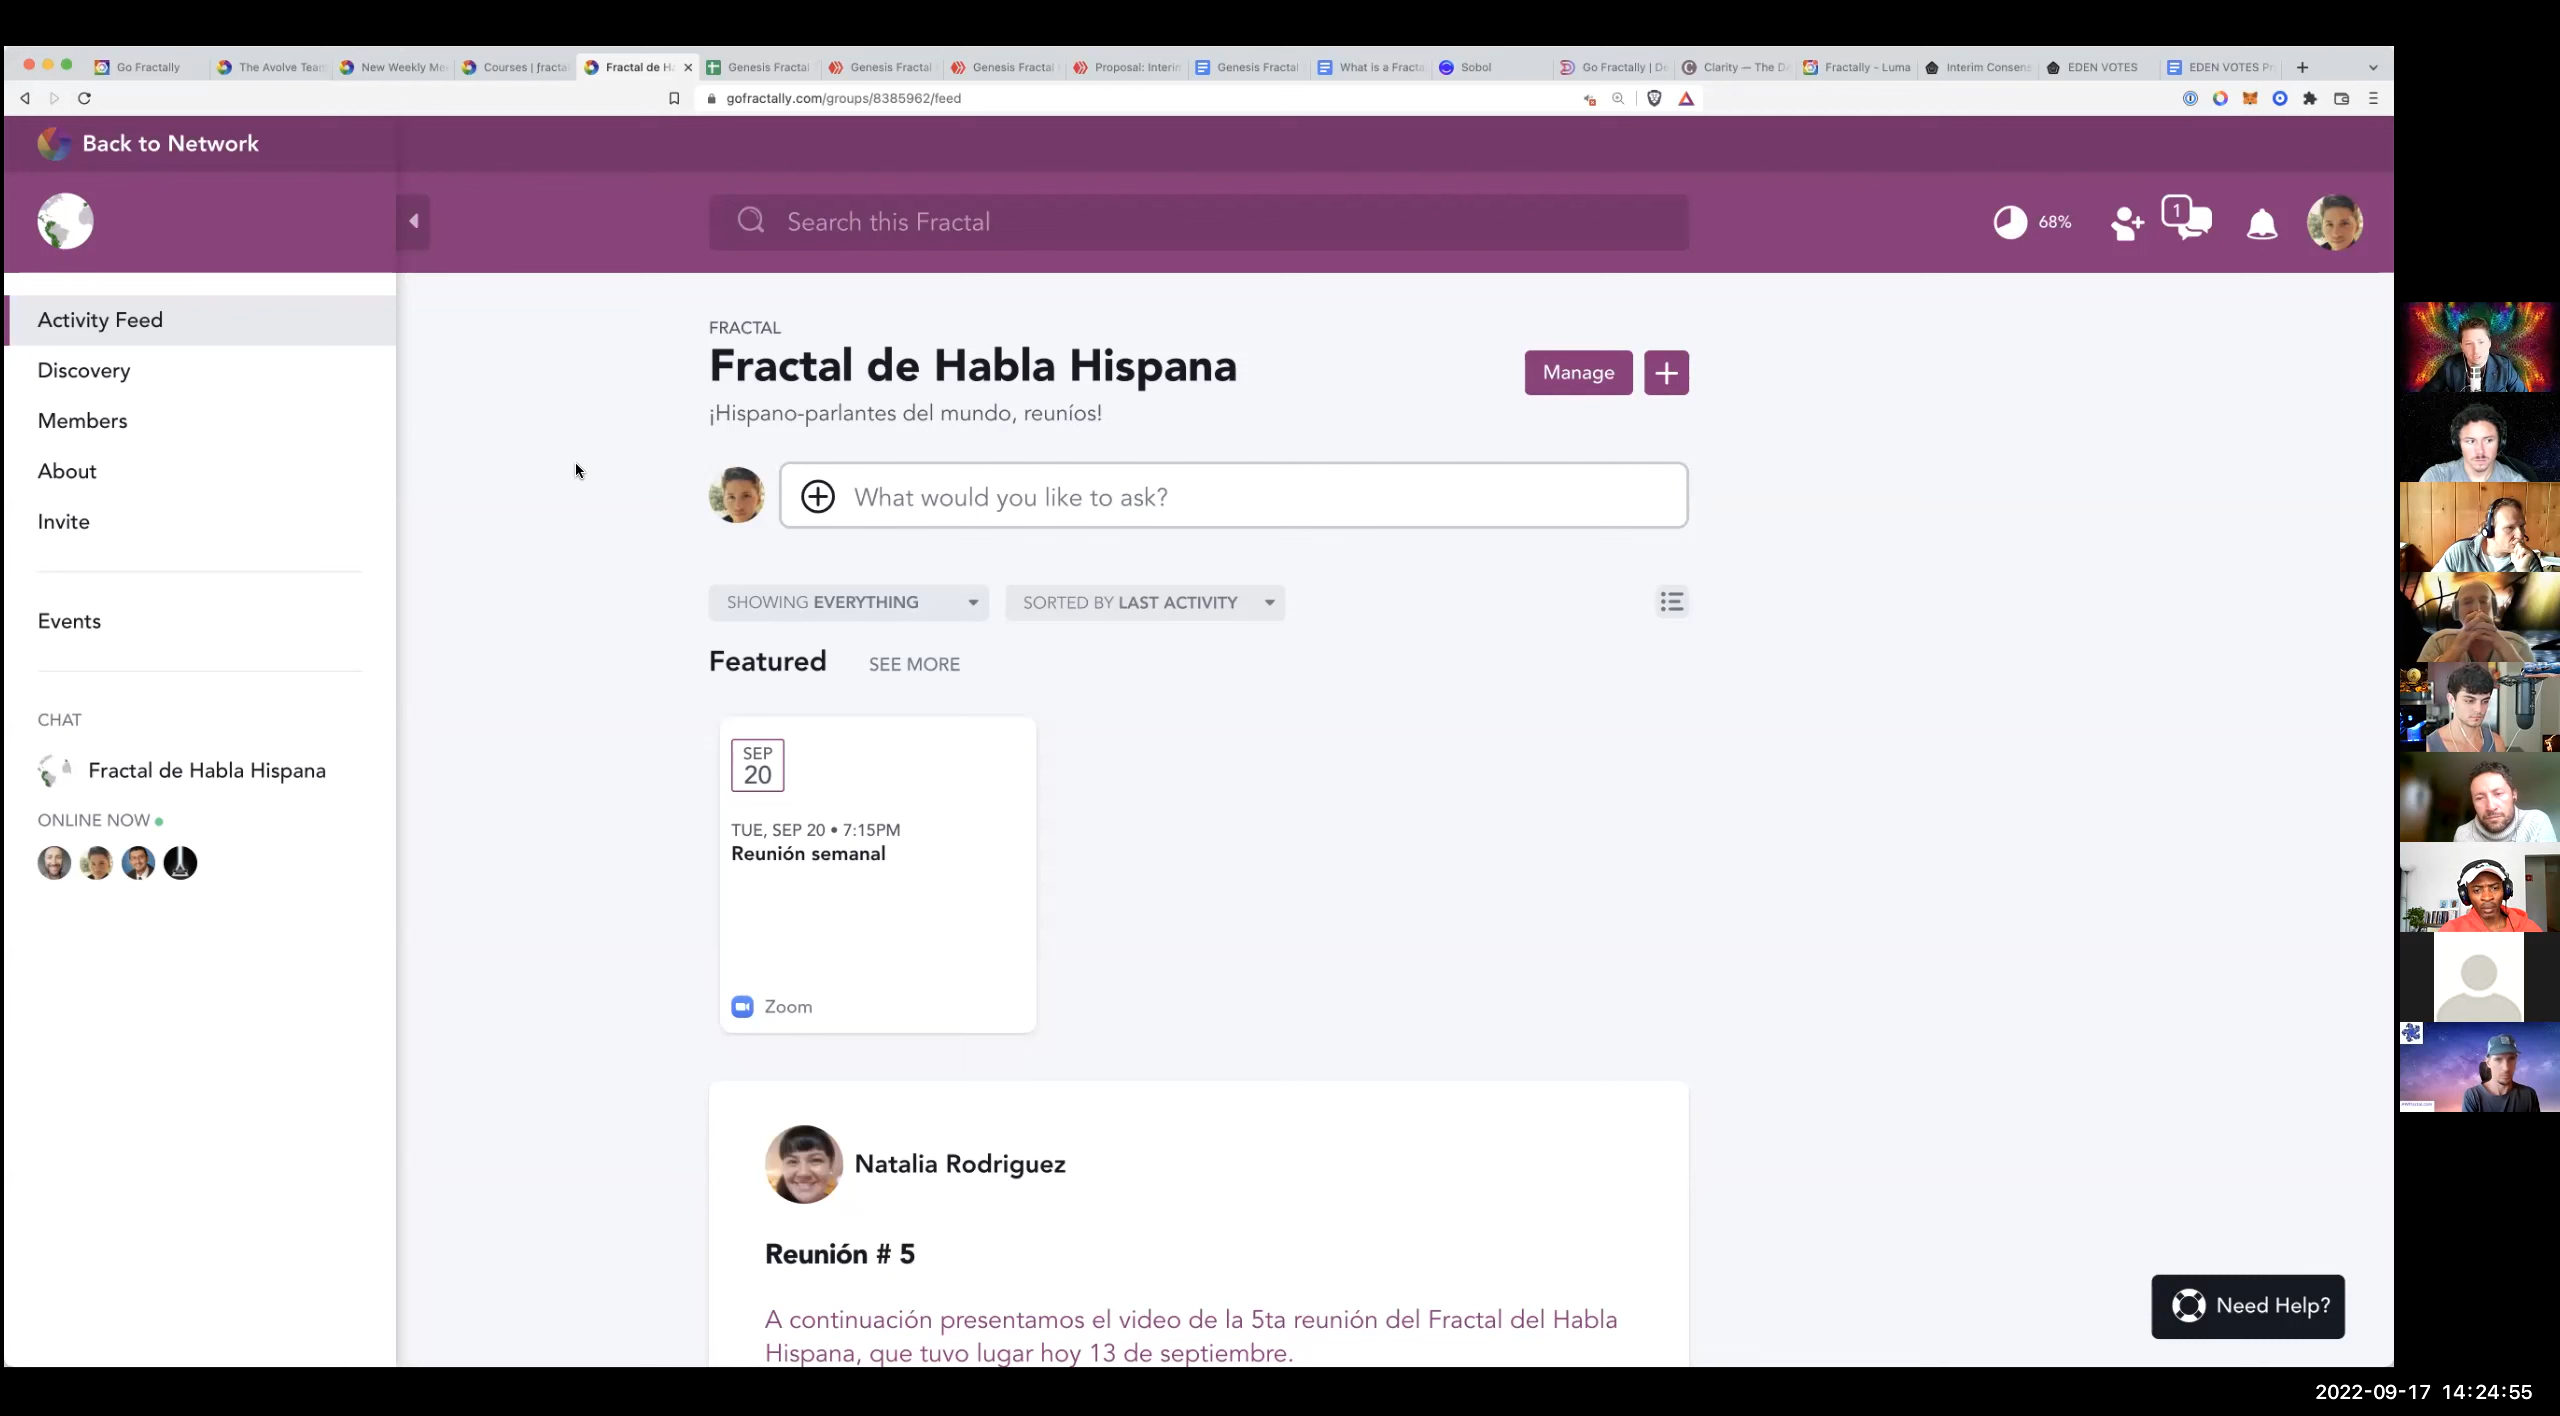 Go Fractally
The Avolve Tea
New Weekly Me
Courses | fracta
Fractal de Ha
Genesis Fractal
Genesis Fractal
Genesis Fractal
Proposal: Interin
Genesis Fractal
What is a Fracta
Sobol
Go Fractally | De
Clarity — The D
Fractally - Luma
Interim Consens
EDEN VOTES
EDEN VOTES Pr
gofractally.com/groups/8385962/feed
Back to Network
Search this Fractal
68%
1
Activity Feed
Discovery
Members
About
Invite
Events
CHAT
Fractal de Habla Hispana
ONLINE NOW
FRACTAL
Fractal de Habla Hispana
¡Hispano-parlantes del mundo, reuníos!
Manage
What would you like to ask?
SHOWING EVERYTHING
SORTED BY LAST ACTIVITY
Featured SEE MORE
SEP
20
TUE, SEP 20 • 7:15PM
Reunión semanal
Zoom
Natalia Rodriguez
Reunión # 5
A continuación presentamos el video de la 5ta reunión del Fractal del Habla
Hispana, que tuvo lugar hoy 13 de septiembre.
Need Help?
2022-09-17 14:24:55